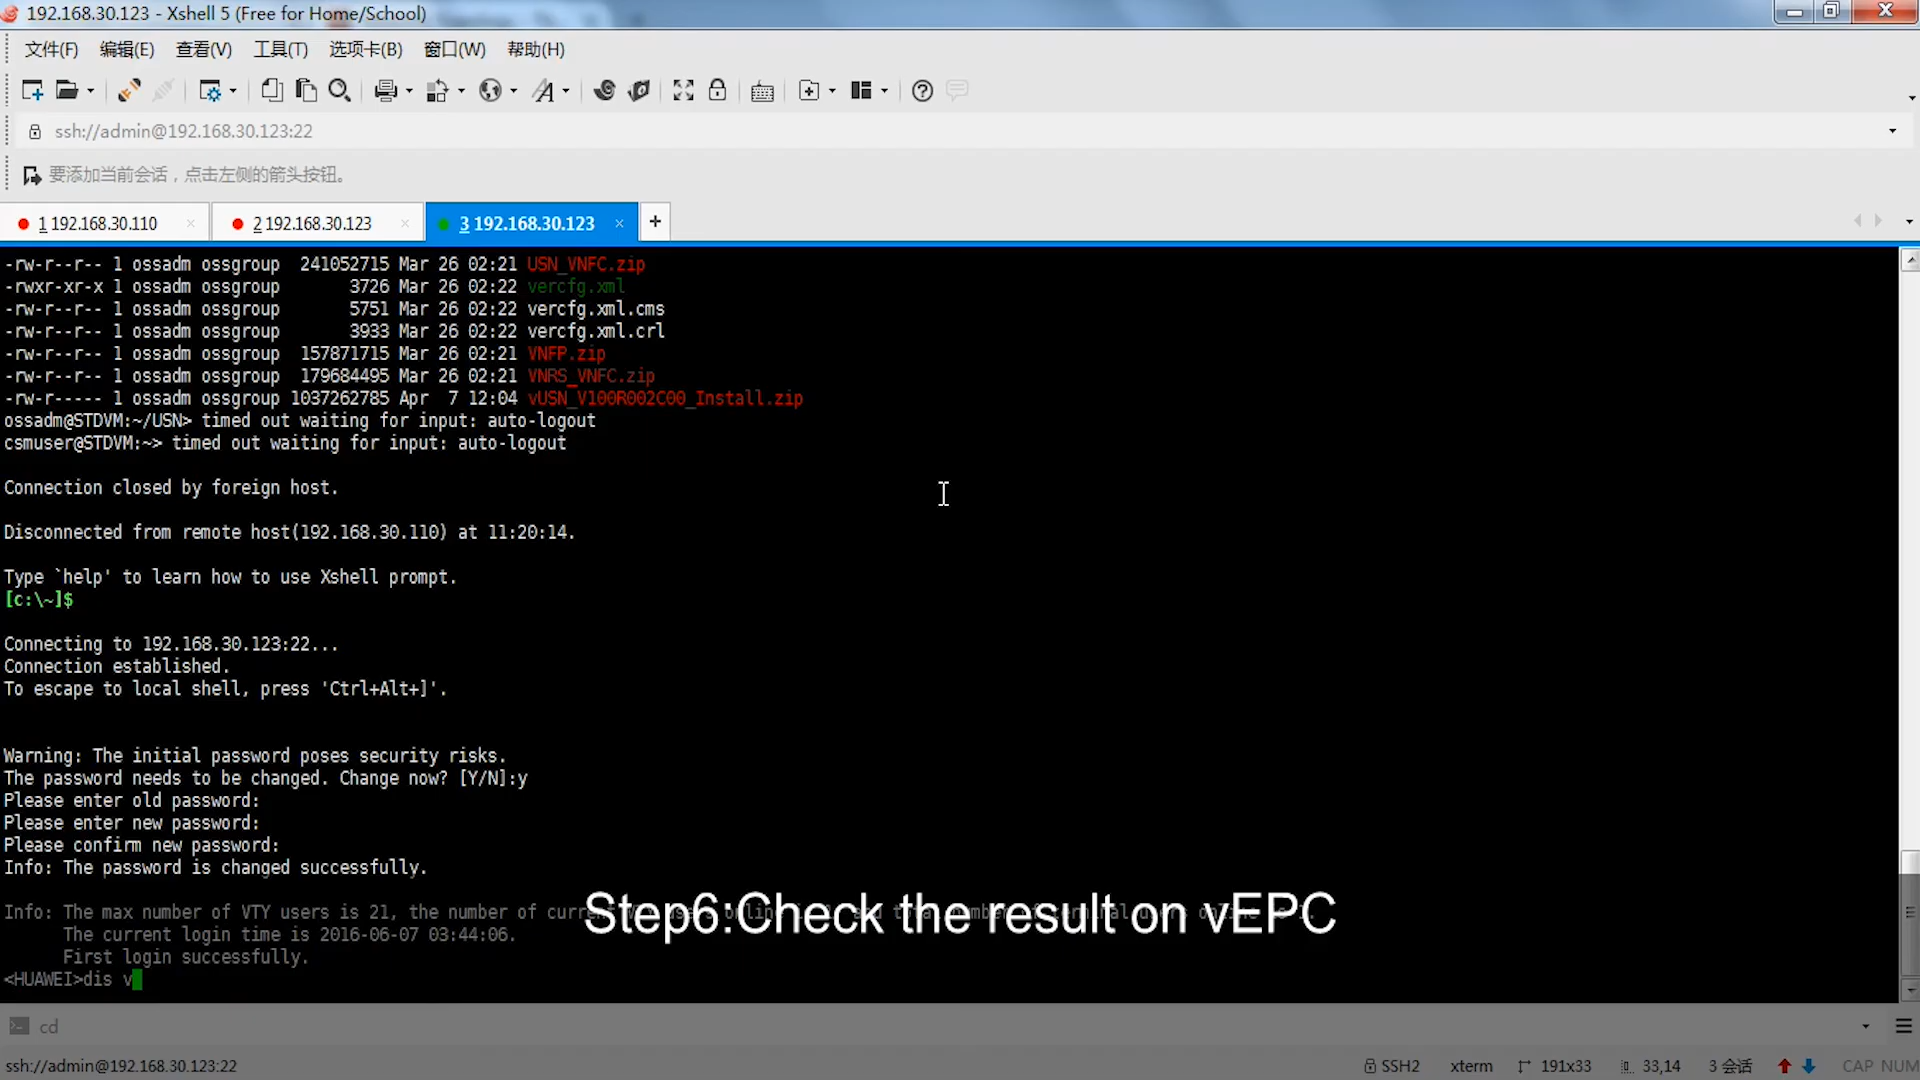 192.168.30.123 - Xshell 5 (Free for Home/School)
文件(F) 编辑(E) 查看(V) 工具(T) 选项卡(B) 窗口(W) 帮助(H)
ssh://admin@192.168.30.123:22
要添加当前会话，点击左侧的箭头按钮。
1 192.168.30.110 2 192.168.30.123 3 192.168.30.123
-rw-r--r-- 1 ossadm ossgroup 241052715 Mar 26 02:21 USN_VNFC.zip
-rwxr-xr-x 1 ossadm ossgroup 3726 Mar 26 02:22 vercfg.xml
-rw-r--r-- 1 ossadm ossgroup 5751 Mar 26 02:22 vercfg.xml.cms
-rw-r--r-- 1 ossadm ossgroup 3933 Mar 26 02:22 vercfg.xml.crl
-rw-r--r-- 1 ossadm ossgroup 157871715 Mar 26 02:21 VNFP.zip
-rw-r--r-- 1 ossadm ossgroup 179684495 Mar 26 02:21 VNRS_VNFC.zip
-rw-r----- 1 ossadm ossgroup 1037262785 Apr 7 12:04 vUSN_V100R002C00_Install.zip
ossadm@STDVM:~/USN> timed out waiting for input: auto-logout
csmuser@STDVM:~> timed out waiting for input: auto-logout
Connection closed by foreign host.
Disconnected from remote host(192.168.30.110) at 11:20:14.
Type `help' to learn how to use Xshell prompt.
[c:\~]$
Connecting to 192.168.30.123:22...
Connection established.
To escape to local shell, press 'Ctrl+Alt+]'.
Warning: The initial password poses security risks.
The password needs to be changed. Change now? [Y/N]:y
Please enter old password:
Please enter new password:
Please confirm new password:
Info: The password is changed successfully.
Info: The max number of VTY users is 21, the number of current
Step6:Check the result on vEPC
The current login time is 2016-06-07 03:44:06.
First login successfully.
<HUAWEI>dis v
cd
ssh://admin@192.168.30.123:22 SSH2 xterm 191x33 33,14 3 会话 CAP NUM